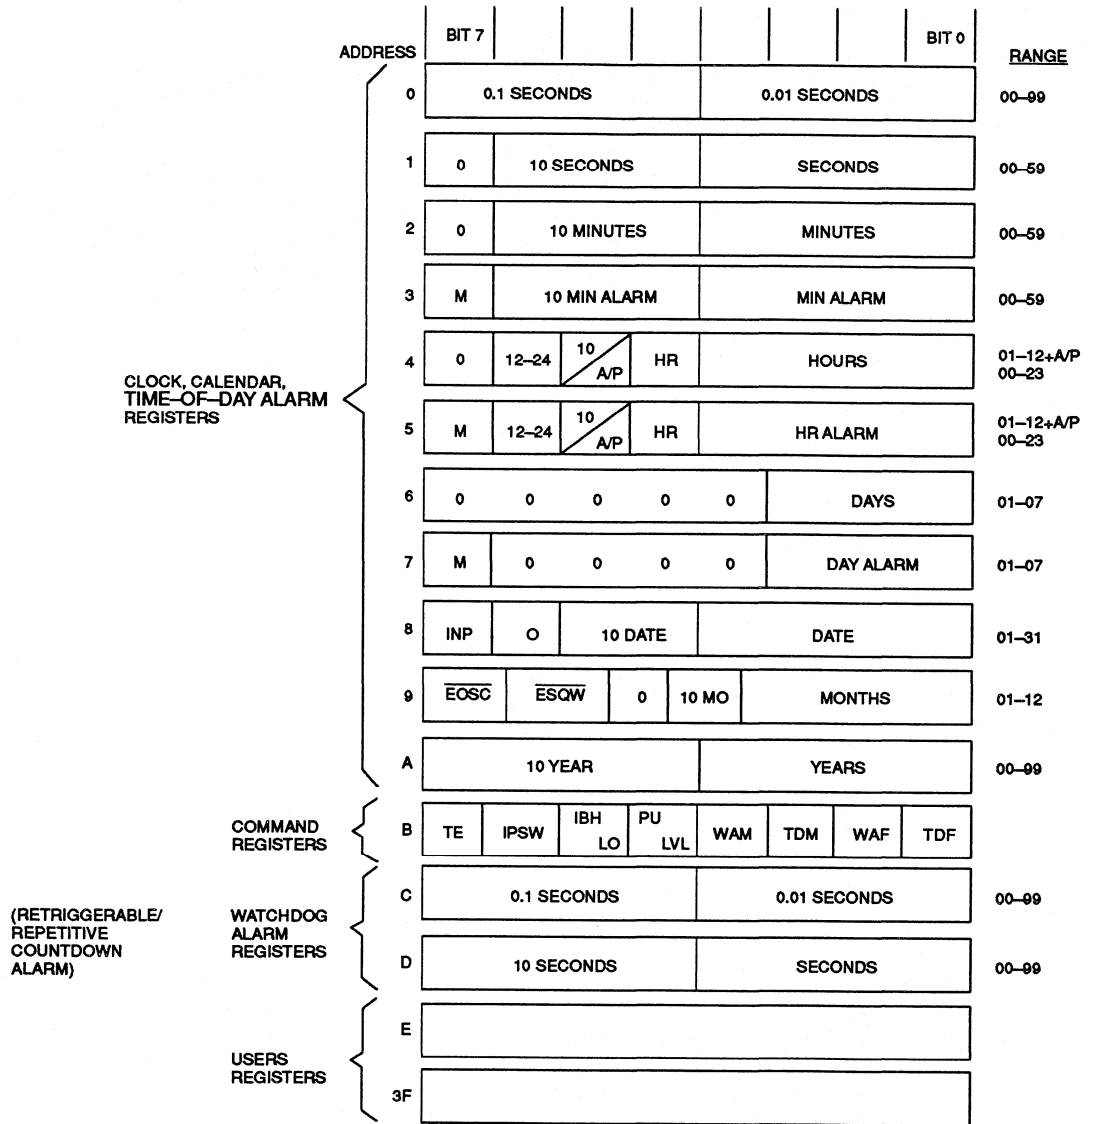 BIT 7 BIT 0
ADDRESS RANGE
0 0.1 SECONDS 0.01 SECONDS 00–99
1 0 10 SECONDS SECONDS 00–59
2 0 10 MINUTES MINUTES 00–59
3 M 10 MIN ALARM MIN ALARM 00–59
4 0 12–24 10 A/P HR HOURS 01–12+A/P 00–23
CLOCK, CALENDAR,
TIME–OF–DAY ALARM
REGISTERS
5 M 12–24 10 A/P HR HR ALARM 01–12+A/P 00–23
6 0 0 0 0 0 DAYS 01–07
7 M 0 0 0 0 DAY ALARM 01–07
8 INP O 10 DATE DATE 01–31
9 EOSC ESQW 0 10 MO MONTHS 01–12
A 10 YEAR YEARS 00–99
COMMAND
REGISTERS
B TE IPSW IBH LO PU LVL WAM TDM WAF TDF
C 0.1 SECONDS 0.01 SECONDS 00–99
(RETRIGGERABLE/
REPETITIVE
COUNTDOWN
ALARM)
WATCHDOG
ALARM
REGISTERS
D 10 SECONDS SECONDS 00–99
E
USERS
REGISTERS
3F